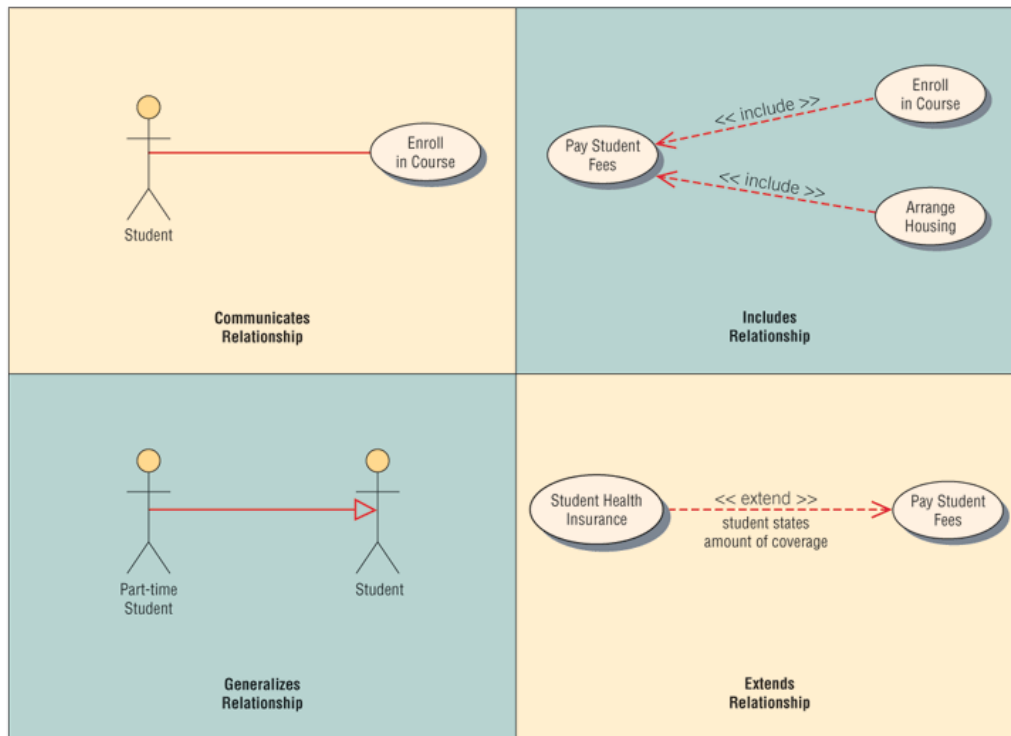 Student
Enroll
in Course
Communicates
Relationship
Pay Student
Fees
<< include >>
<< include >>
Enroll
in Course
Arrange
Housing
Includes
Relationship
Part-time
Student
Student
Generalizes
Relationship
Student Health
Insurance
<< extend >>
student states
amount of coverage
Pay Student
Fees
Extends
Relationship